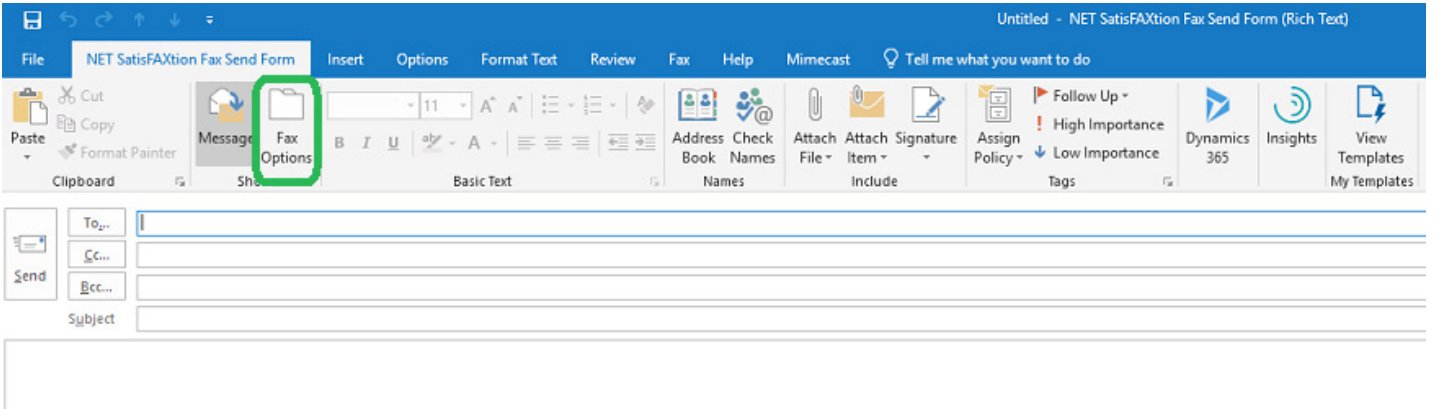 Untitled - NET SatisFAXtion Fax Send Form (Rich Text)
File NET SatisFAXtion Fax Send Form Insert Options Format Text Review Fax Help Mimecast Tell me what you want to do
Paste
Cut
Copy
Format Painter
Clipboard
Message
Fax Options
Sho
11
B I U
ab A
Basic Text
Address Book
Check Names
Names
Attach File
Attach Item
Signature
Include
Assign Policy
Follow Up
High Importance
Low Importance
Tags
Dynamics 365
Insights
View Templates
My Templates
Send
To...
Cc...
Bcc...
Subject